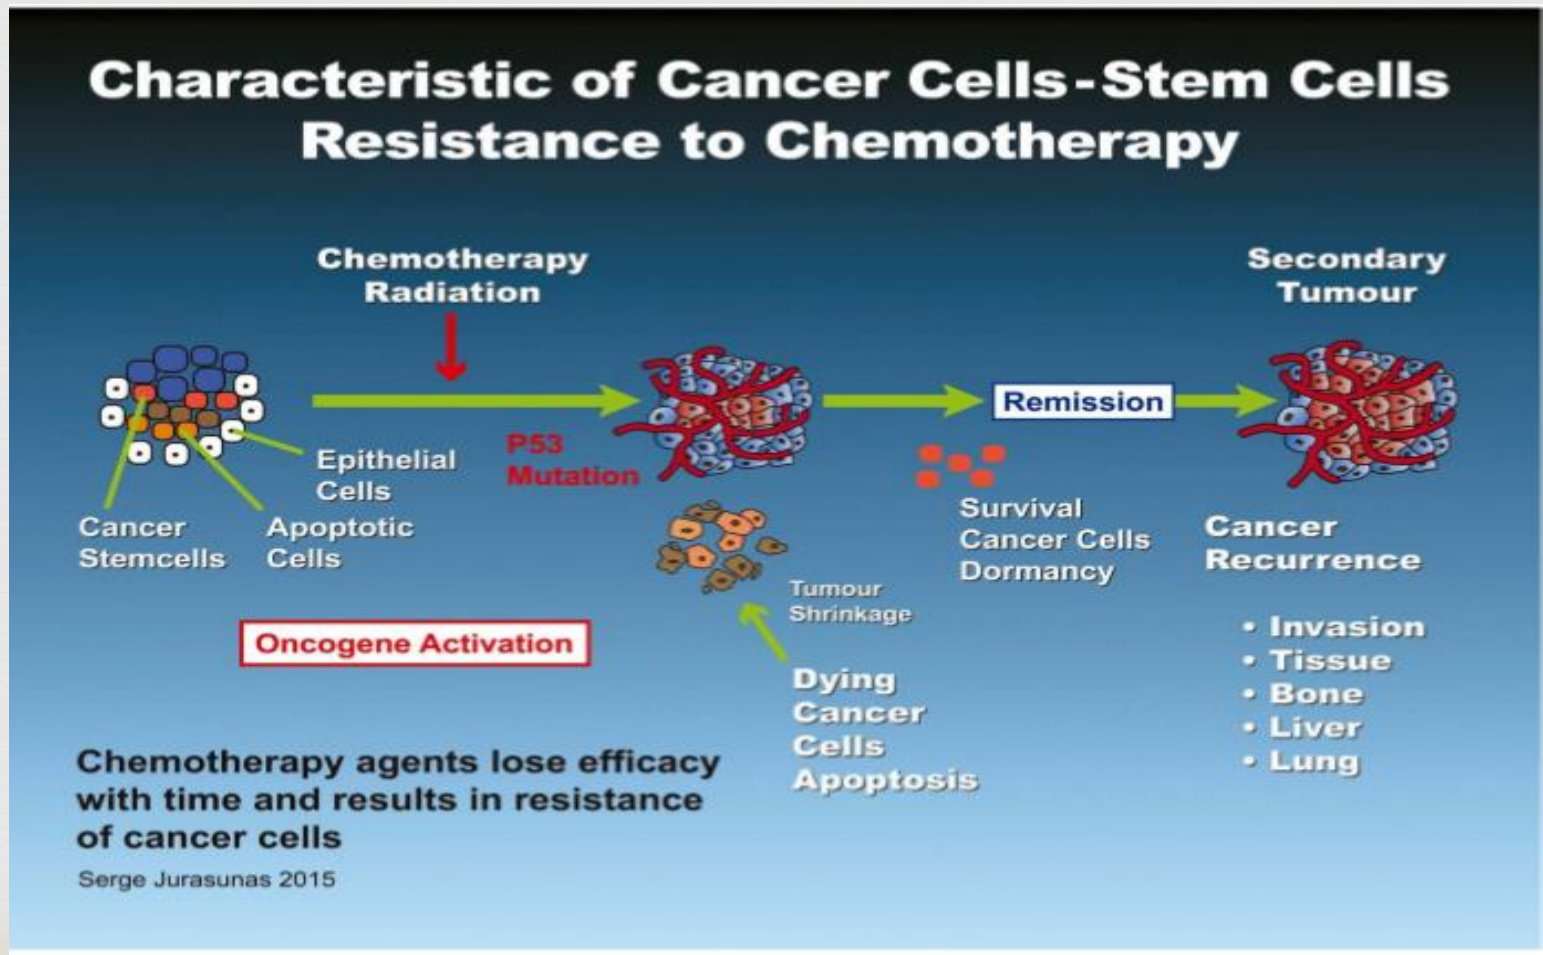 Characteristic of Cancer Cells-Stem Cells
Resistance to Chemotherapy
Chemotherapy
Radiation
Secondary
Tumour
Remission
P53
Mutation
Epithelial
Cells
Cancer
Stemcells
Apoptotic
Cells
Survival
Cancer Cells
Dormancy
Cancer
Recurrence
Tumour
Shrinkage
Oncogene Activation
• Invasion
• Tissue
• Bone
• Liver
• Lung
Dying
Cancer
Cells
Apoptosis
Chemotherapy agents lose efficacy
with time and results in resistance
of cancer cells
Serge Jurasunas 2015